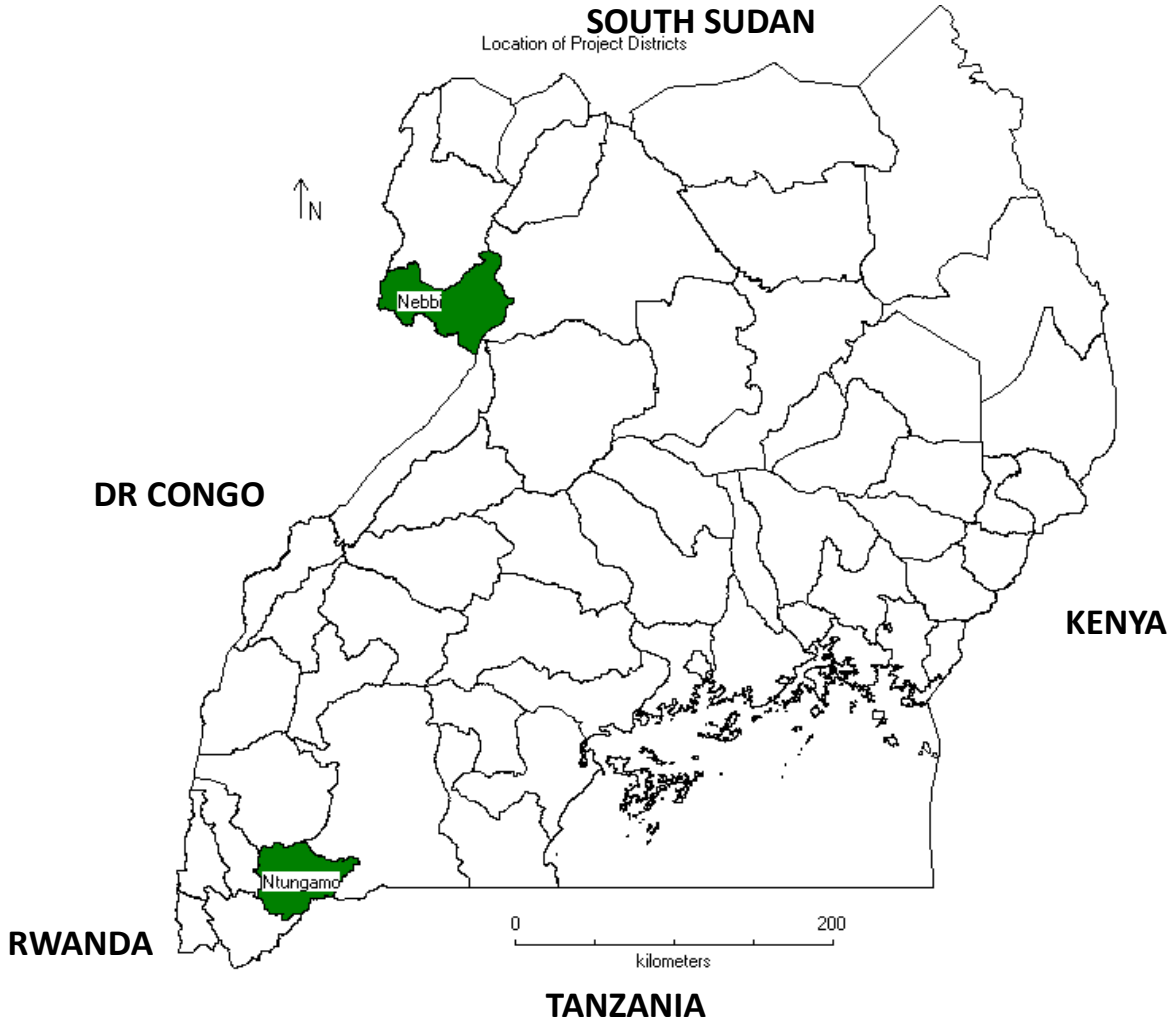 SOUTH SUDAN
Location of Project Districts
N
Nebbi
DR CONGO
KENYA
Ntungamo
0 200
RWANDA
kilometers
TANZANIA